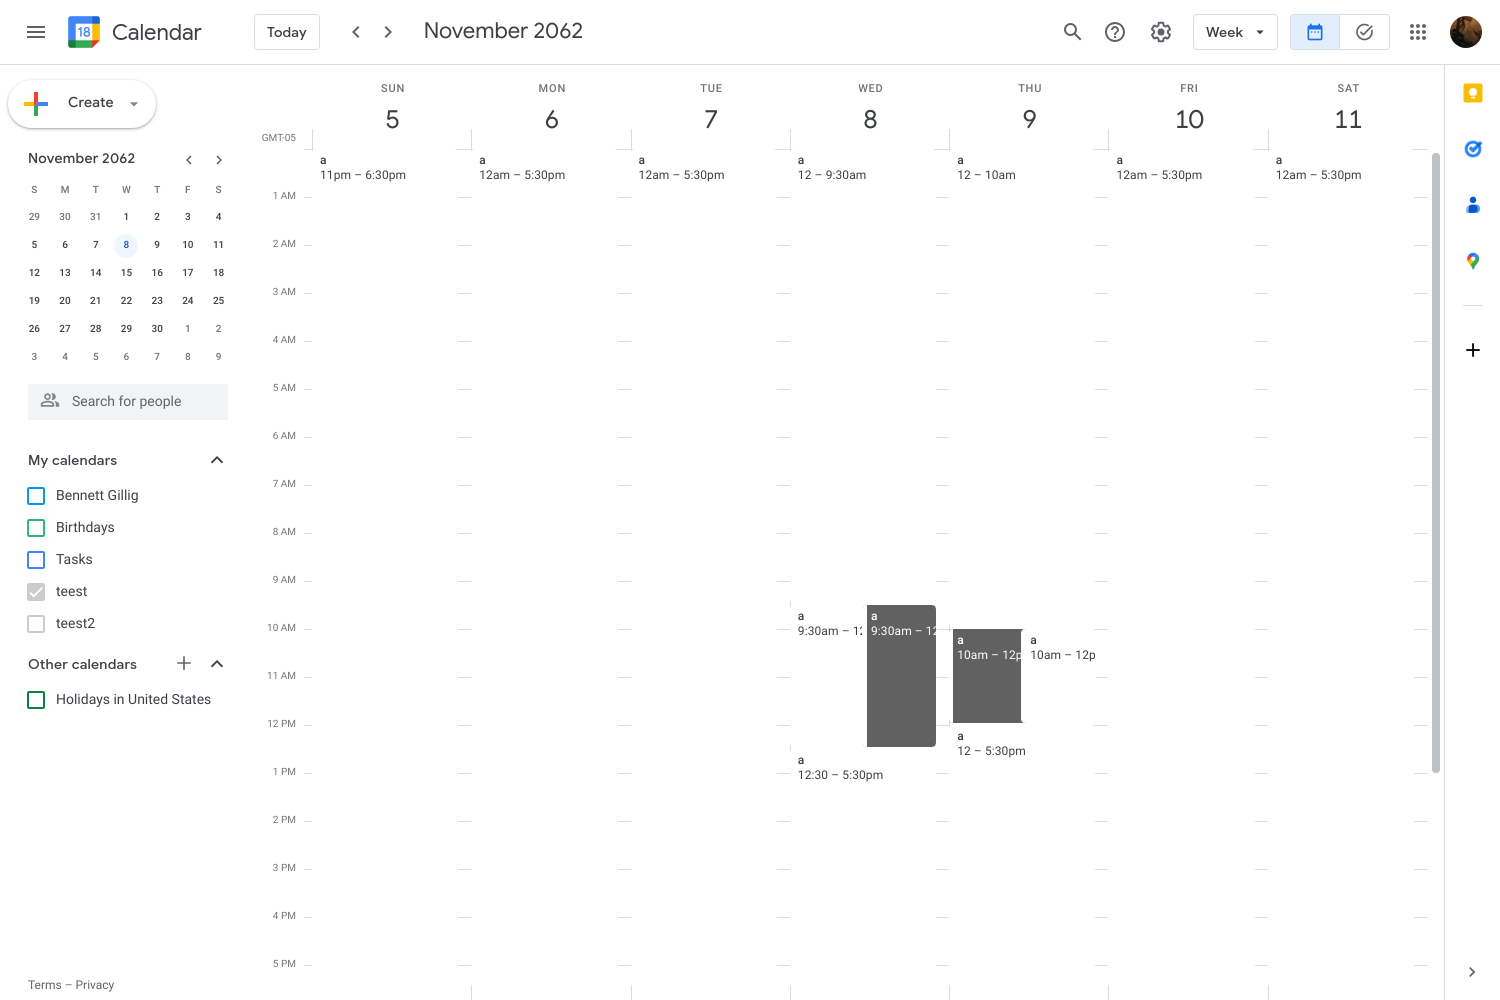 18 Calendar Today November 2062 Week
Create
November 2062
S M T W T F S
29 30 31 1 2 3 4
5 6 7 8 9 10 11
12 13 14 15 16 17 18
19 20 21 22 23 24 25
26 27 28 29 30 1 2
3 4 5 6 7 8 9
Search for people
My calendars
Bennett Gillig
Birthdays
Tasks
teest
teest2
Other calendars
Holidays in United States
Terms – Privacy
GMT-05
SUN MON TUE WED THU FRI SAT
5 6 7 8 9 10 11
a a a a a a a
11pm – 6:30pm 12am – 5:30pm 12am – 5:30pm 12 – 9:30am 12 – 10am 12am – 5:30pm 12am – 5:30pm
1 AM
2 AM
3 AM
4 AM
5 AM
6 AM
7 AM
8 AM
9 AM
a a
10 AM 9:30am – 12 9:30am – 12
a a
10am – 12p 10am – 12p
11 AM
12 PM
a
12 – 5:30pm
a
1 PM 12:30 – 5:30pm
2 PM
3 PM
4 PM
5 PM